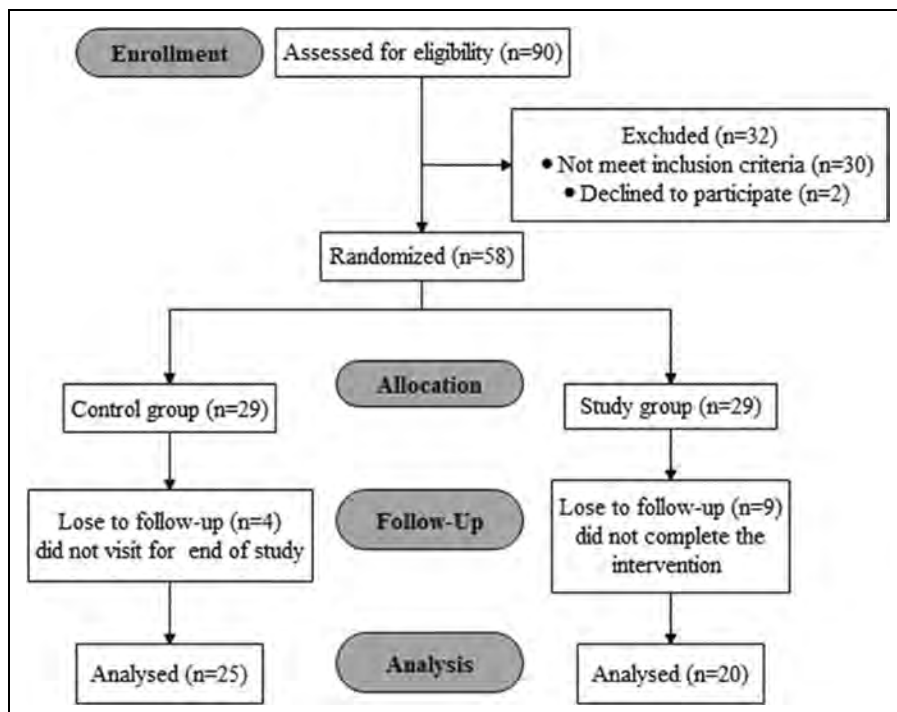 Enrollment
Assessed for eligibility (n=90)
Excluded (n=32)
● Not meet inclusion criteria (n=30)
● Declined to participate (n=2)
Randomized (n=58)
Allocation
Control group (n=29)
Study group (n=29)
Lose to follow-up (n=4)
did not visit for end of study
Follow-Up
Lose to follow-up (n=9)
did not complete the
intervention
Analysed (n=25)
Analysis
Analysed (n=20)